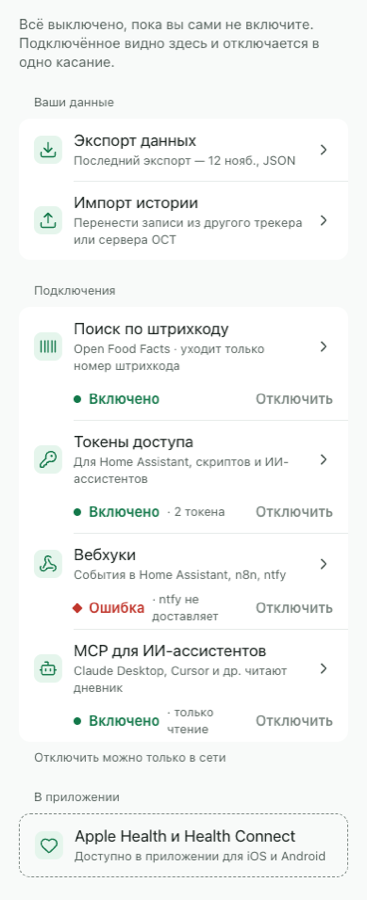 Всё выключено, пока вы сами не включите.
Подключённое видно здесь и отключается в
одно касание.
Ваши данные
Экспорт данных
Последний экспорт — 12 нояб., JSON
Импорт истории
Перенести записи из другого трекера
или сервера OCT
Подключения
Поиск по штрихкоду
Open Food Facts · уходит только
номер штрихкода
Включено Отключить
Токены доступа
Для Home Assistant, скриптов и ИИ-
ассистентов
Включено · 2 токена Отключить
Вебхуки
События в Home Assistant, n8n, ntfy
Ошибка · ntfy не
доставляет Отключить
MCP для ИИ-ассистентов
Claude Desktop, Cursor и др. читают
дневник
Включено · только
чтение Отключить
Отключить можно только в сети
В приложении
Apple Health и Health Connect
Доступно в приложении для iOS и Android